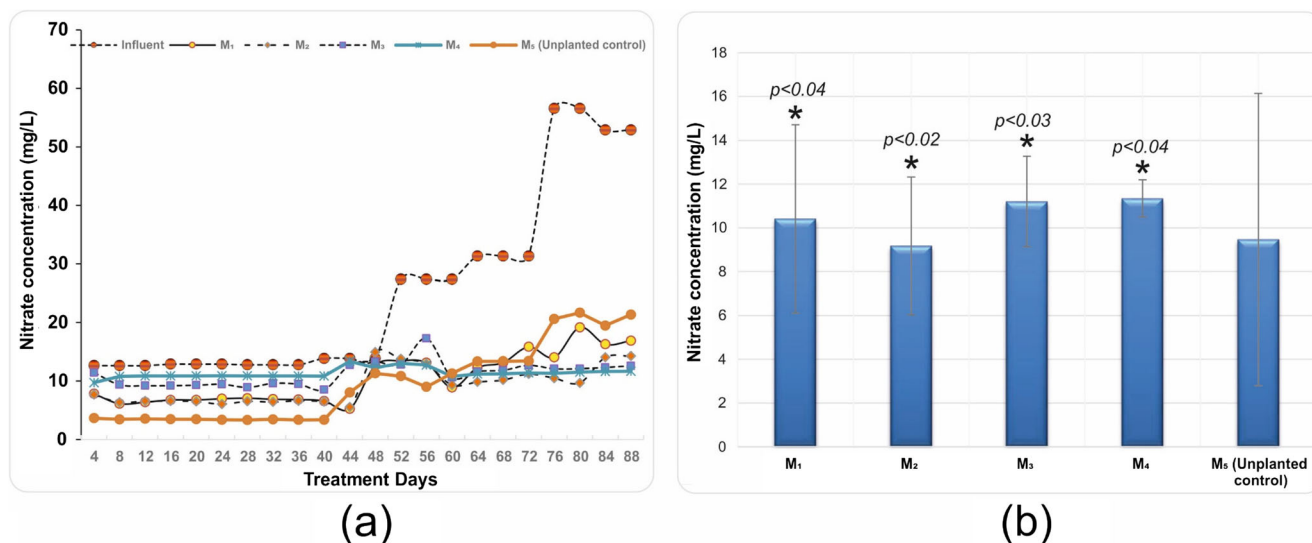 70
Influent M₁ M₂ M₃ M₄ M₅ (Unplanted control)
60
50
40
30
20
10
0
Nitrate concentration (mg/L)
4 8 12 16 20 24 28 32 36 40 44 48 52 56 60 64 68 72 76 80 84 88
Treatment Days
(a)
18
16
14
12
10
8
6
4
2
0
Nitrate concentration (mg/L)
p<0.04
*
p<0.02
*
p<0.03
*
p<0.04
*
M₁ M₂ M₃ M₄ M₅ (Unplanted
control)
(b)